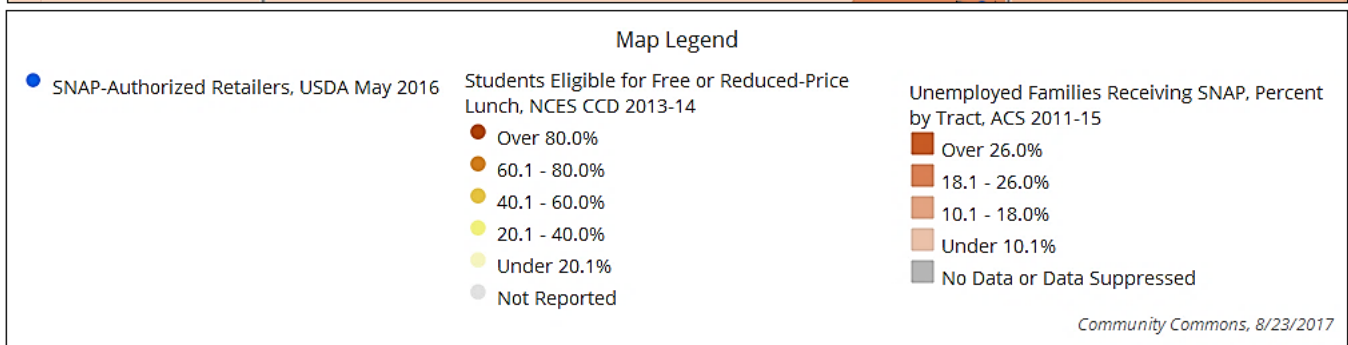 Map Legend
SNAP-Authorized Retailers, USDA May 2016
Students Eligible for Free or Reduced-Price
Lunch, NCES CCD 2013-14
Over 80.0%
60.1 - 80.0%
40.1 - 60.0%
20.1 - 40.0%
Under 20.1%
Not Reported
Unemployed Families Receiving SNAP, Percent
by Tract, ACS 2011-15
Over 26.0%
18.1 - 26.0%
10.1 - 18.0%
Under 10.1%
No Data or Data Suppressed
Community Commons, 8/23/2017